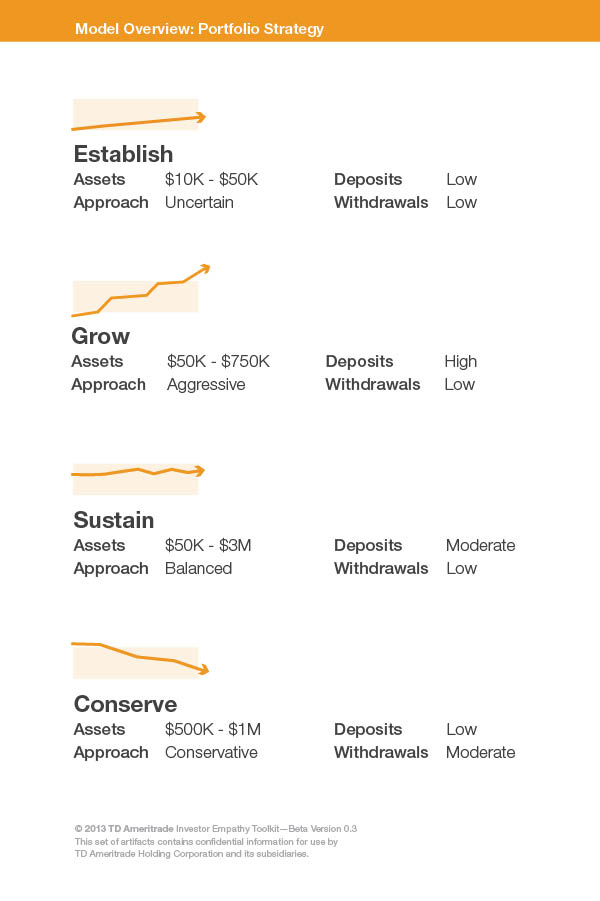 Model Overview: Portfolio Strategy
Establish
Assets $10K - $50K Deposits Low
Approach Uncertain Withdrawals Low
Grow
Assets $50K - $750K Deposits High
Approach Aggressive Withdrawals Low
Sustain
Assets $50K - $3M Deposits Moderate
Approach Balanced Withdrawals Low
Conserve
Assets $500K - $1M Deposits Low
Approach Conservative Withdrawals Moderate
© 2013 TD Ameritrade Investor Empathy Toolkit—Beta Version 0.3
This set of artifacts contains confidential information for use by
TD Ameritrade Holding Corporation and its subsidiaries.